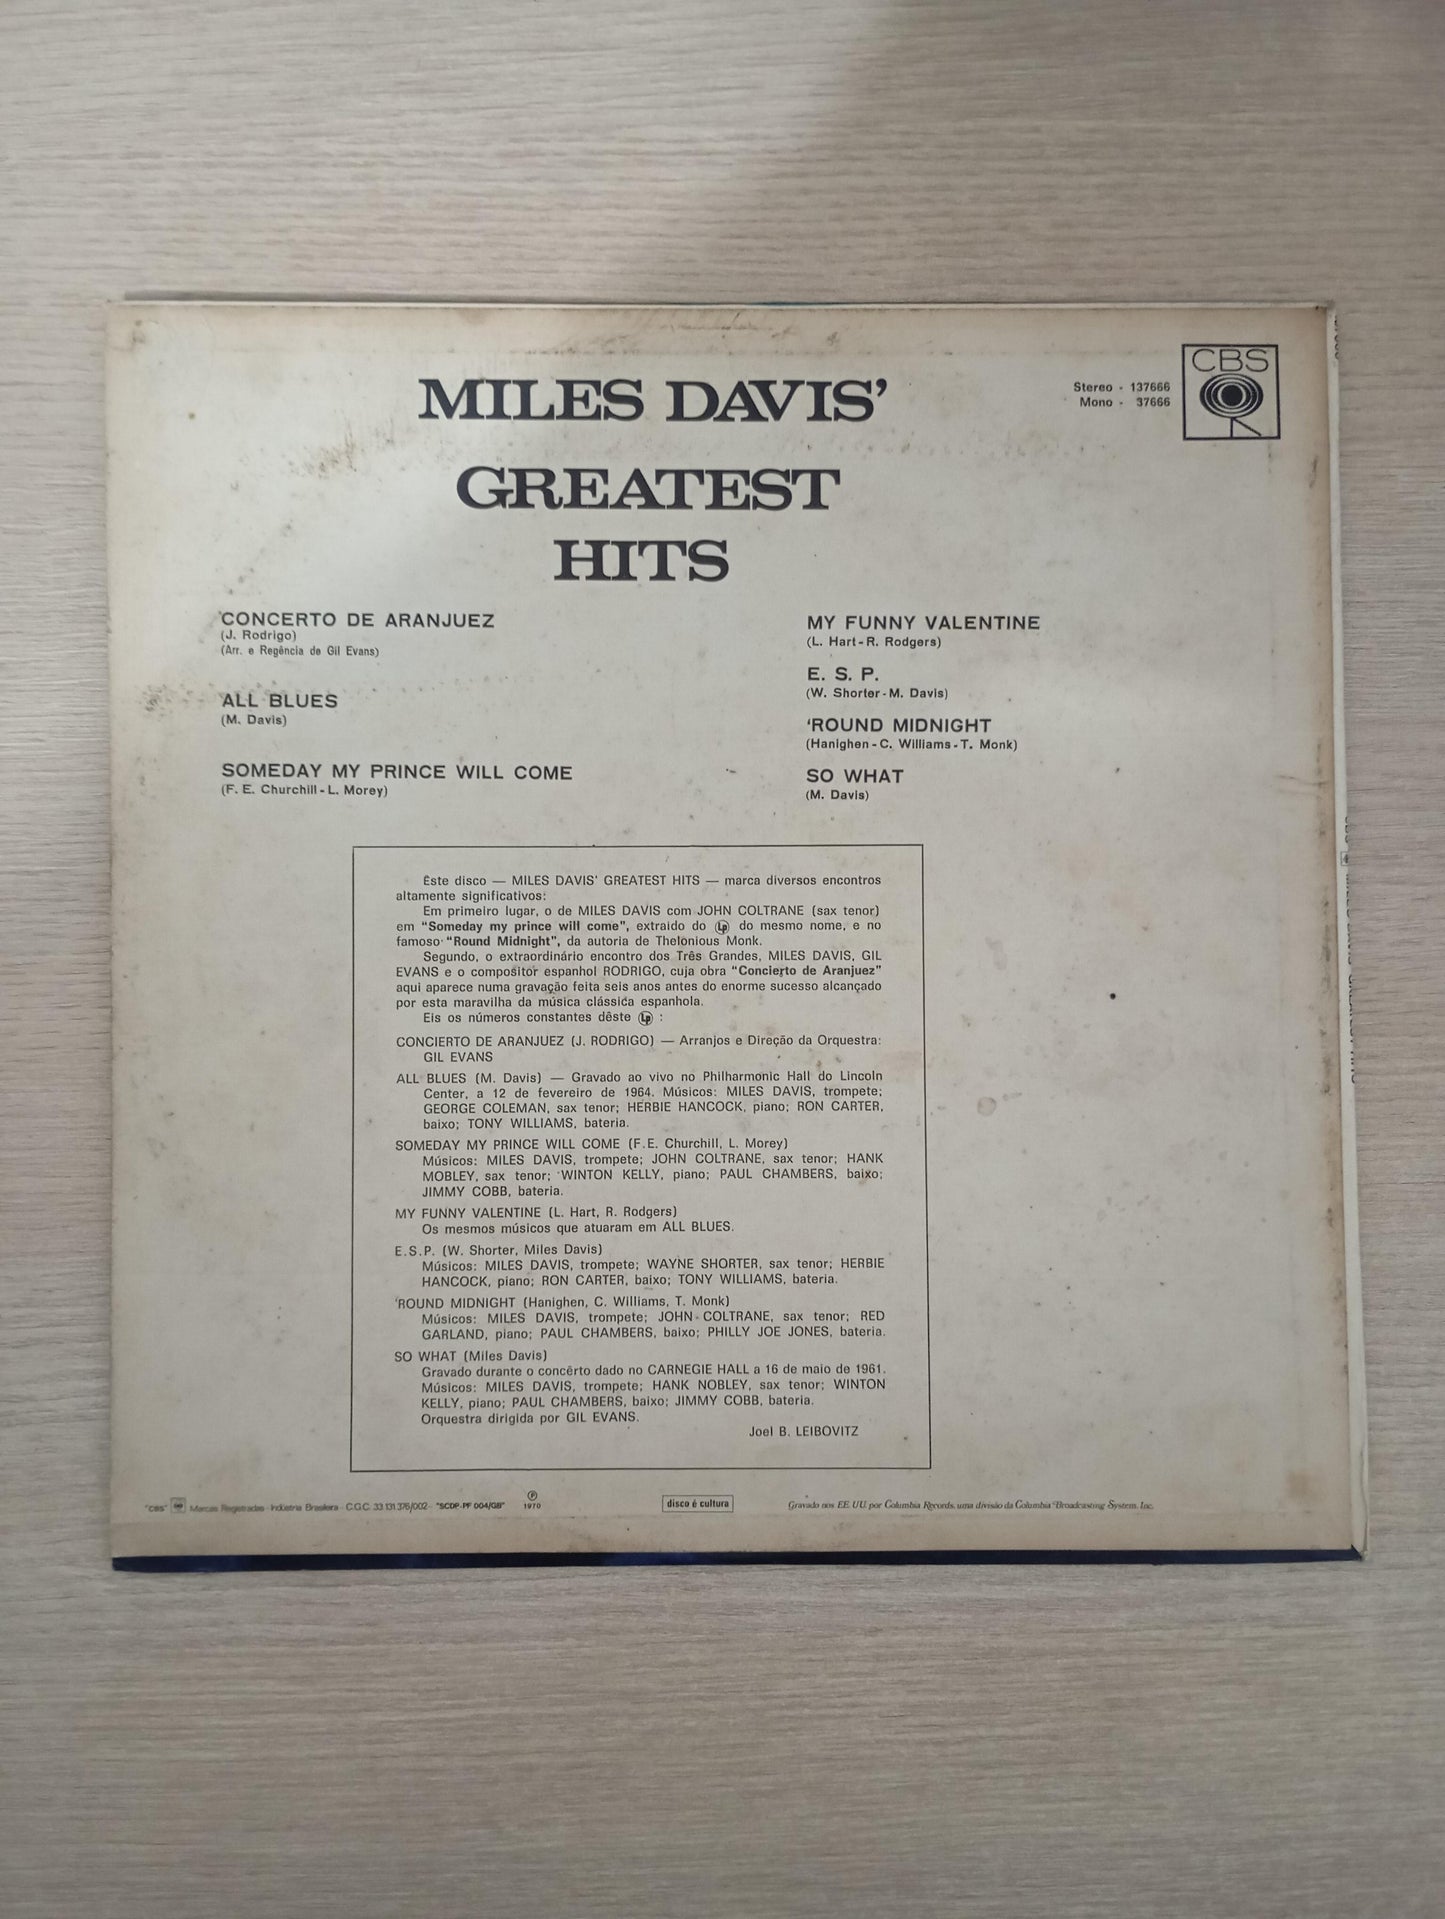 MILES DAVIS’
GREATEST
HITS
Stereo - 137666
Mono - 37666
CBS
CONCERTO DE ARANJUEZ
(J. Rodrigo)
(Arr. e Regência de Gil Evans)
ALL BLUES
(M. Davis)
SOMEDAY MY PRINCE WILL COME
(F. E. Churchill - L. Morey)
MY FUNNY VALENTINE
(L. Hart - R. Rodgers)
E. S. P.
(W. Shorter - M. Davis)
‘ROUND MIDNIGHT
(Hanighen - C. Williams - T. Monk)
SO WHAT
(M. Davis)
Êste disco — MILES DAVIS' GREATEST HITS — marca diversos encontros
altamente significativos:
Em primeiro lugar, o de MILES DAVIS com JOHN COLTRANE (sax tenor)
em "Someday my prince will come", extraido do Lp do mesmo nome, e no
famoso "Round Midnight", da autoria de Thelonious Monk.
Segundo, o extraordinário encontro dos Três Grandes, MILES DAVIS, GIL
EVANS e o compositor espanhol RODRIGO, cuja obra "Concierto de Aranjuez"
aqui aparece numa gravação feita seis anos antes do enorme sucesso alcançado
por esta maravilha da música clássica espanhola.
Eis os números constantes dêste Lp :
CONCIERTO DE ARANJUEZ (J. RODRIGO) — Arranjos e Direção da Orquestra:
GIL EVANS
ALL BLUES (M. Davis) — Gravado ao vivo no Philharmonic Hall do Lincoln
Center, a 12 de fevereiro de 1964. Músicos: MILES DAVIS, trompete;
GEORGE COLEMAN, sax tenor; HERBIE HANCOCK, piano; RON CARTER,
baixo; TONY WILLIAMS, bateria.
SOMEDAY MY PRINCE WILL COME (F.E. Churchill, L. Morey)
Músicos: MILES DAVIS, trompete; JOHN COLTRANE, sax tenor; HANK
MOBLEY, sax tenor; WINTON KELLY, piano; PAUL CHAMBERS, baixo;
JIMMY COBB, bateria.
MY FUNNY VALENTINE (L. Hart, R. Rodgers)
Os mesmos músicos que atuaram em ALL BLUES.
E.S.P. (W. Shorter, Miles Davis)
Músicos: MILES DAVIS, trompete; WAYNE SHORTER, sax tenor; HERBIE
HANCOCK, piano; RON CARTER, baixo; TONY WILLIAMS, bateria.
'ROUND MIDNIGHT (Hanighen, C. Williams, T. Monk)
Músicos: MILES DAVIS, trompete; JOHN COLTRANE, sax tenor; RED
GARLAND, piano; PAUL CHAMBERS, baixo; PHILLY JOE JONES, bateria.
SO WHAT (Miles Davis)
Gravado durante o concêrto dado no CARNEGIE HALL a 16 de maio de 1961.
Músicos: MILES DAVIS, trompete; HANK NOBLEY, sax tenor; WINTON
KELLY, piano; PAUL CHAMBERS, baixo; JIMMY COBB, bateria.
Orquestra dirigida por GIL EVANS.
Joel B. LEIBOVITZ
"CBS" Marcas Registradas - Indústria Brasileira - C.G.C. 33.131.376/002 - "SCDP-PF 004/GB"
℗ 1970
disco é cultura
Gravado nos EE. UU. por Columbia Records, uma divisão da Columbia Broadcasting System, Inc.